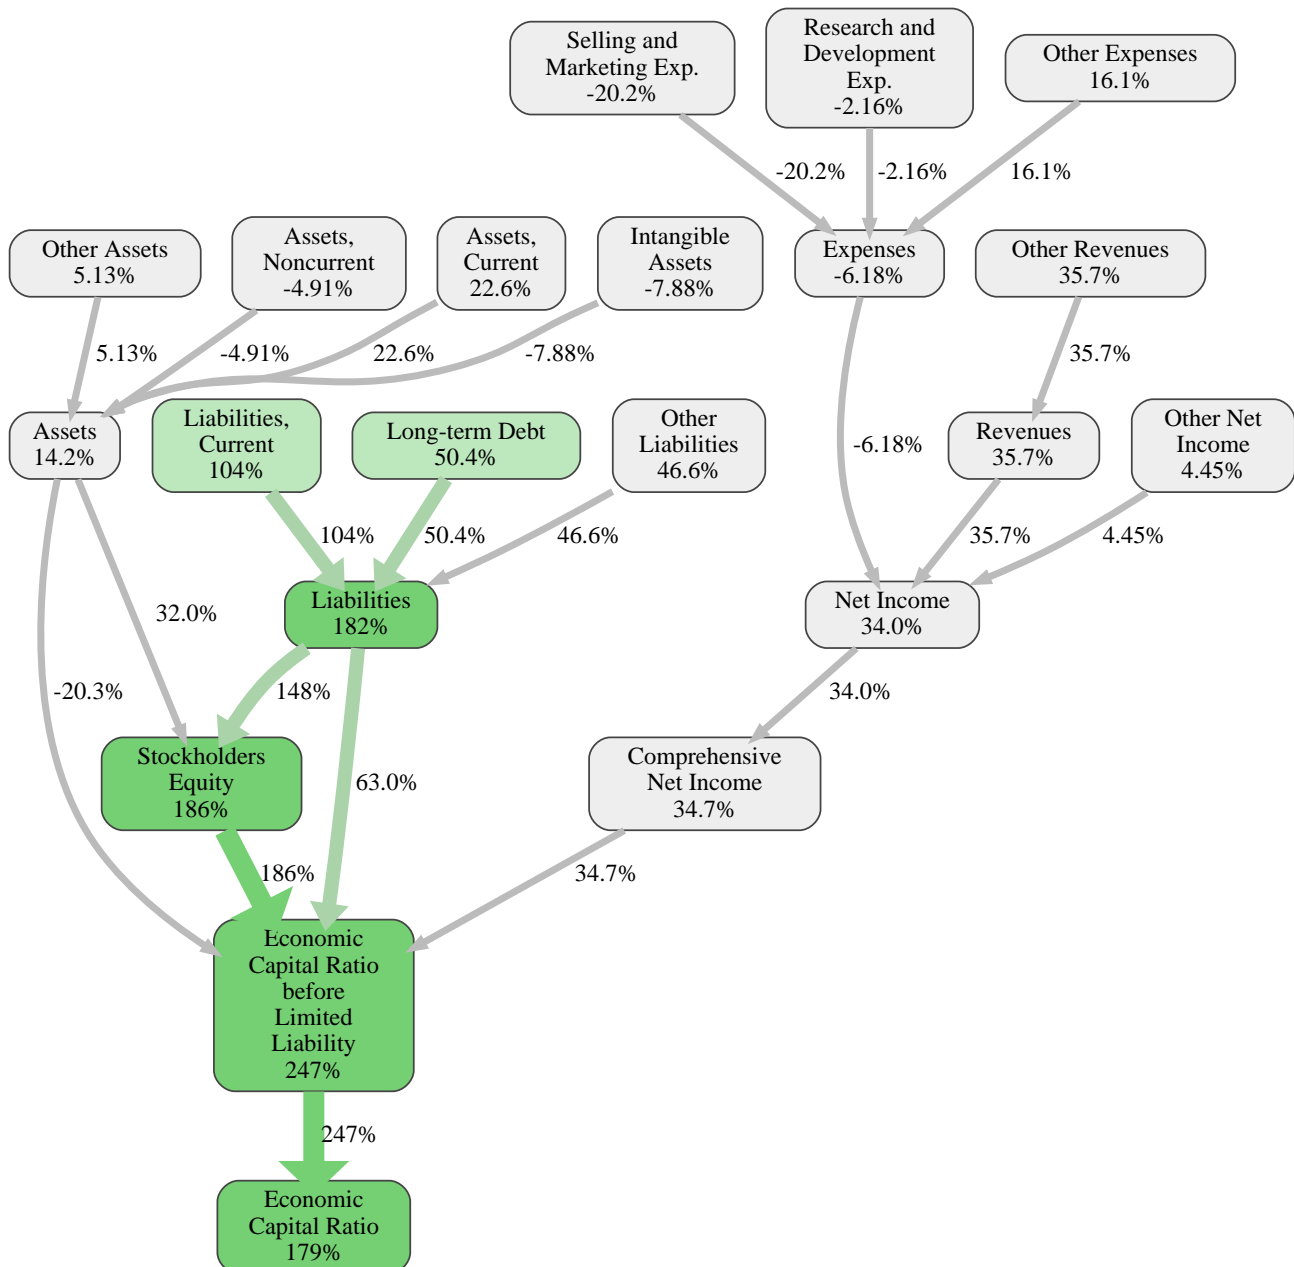 Selling and
Marketing Exp.
-20.2%
Research and
Development
Exp.
-2.16%
Other Expenses
16.1%
-20.2%
-2.16%
16.1%
Other Assets
5.13%
Assets,
Noncurrent
-4.91%
Assets,
Current
22.6%
Intangible
Assets
-7.88%
Expenses
-6.18%
Other Revenues
35.7%
5.13%
-4.91%
22.6%
-7.88%
35.7%
Assets
14.2%
Liabilities,
Current
104%
Long-term Debt
50.4%
Other
Liabilities
46.6%
-6.18%
Revenues
35.7%
Other Net
Income
4.45%
104%
50.4%
46.6%
35.7%
4.45%
Liabilities
182%
Net Income
34.0%
32.0%
-20.3%
148%
34.0%
Stockholders
Equity
186%
63.0%
Comprehensive
Net Income
34.7%
186%
34.7%
Economic
Capital Ratio
before
Limited
Liability
247%
247%
Economic
Capital Ratio
179%